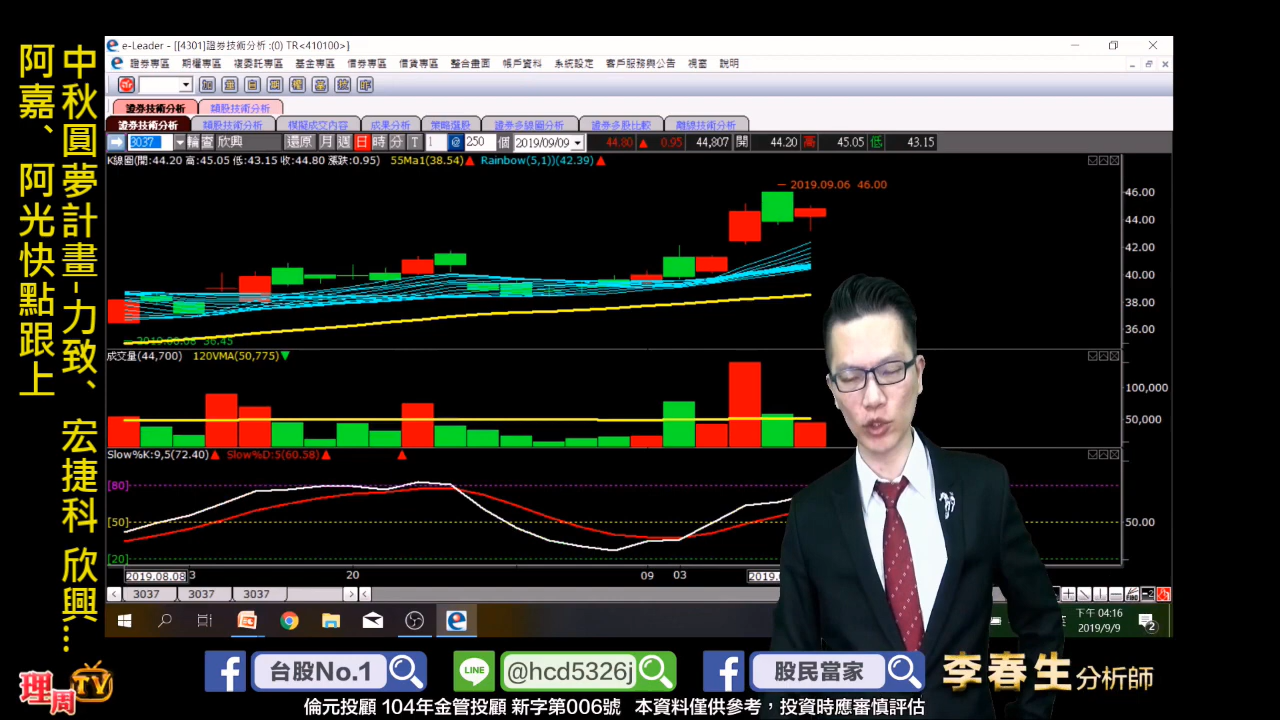 中秋圓夢計畫-力致、宏捷科 欣興...
阿嘉、阿光快點跟上
e-Leader - [[4301]證券技術分析 :(0) TR<410100>]
證券專區 期權專區 複委託專區 基金專區 債券專區 借貸專區 整合畫面 帳戶資料 系統設定 客戶服務與公告 視窗 說明
證券技術分析 類股技術分析
證券技術分析 類股技術分析 模擬成交內容 成果分析 策略選股 證券多線圖分析 證券多股比較 離線技術分析
3037 輪 查 欣興 還原 月 週 日 時 分 T 1 250 個 2019/09/09 44.80 ▲ 0.95 44,807 開 44.20 高 45.05 低 43.15
K線圖(開:44.20 高:45.05 低:43.15 收:44.80 漲跌:0.95) 55Ma1(38.54)▲ Rainbow(5,1))(42.39)▲
2019.09.06 46.00
46.00
44.00
42.00
40.00
38.00
36.00
2019.08.08 36.45
成交量(44,700) 120VMA(50,775)▼
100,000
50,000
Slow%K:9,5(72.40)▲ Slow%D:5(60.58)▲
[80]
[50]
50.00
[20]
2019.08.08 3 20 09 03 2019.
3037 3037 3037
下午 04:16
2019/9/9
2
台股No.1
@hcd5326j
股民當家
李春生分析師
理周TV
倫元投顧 104年金管投顧 新字第006號 本資料僅供參考，投資時應審慎評估